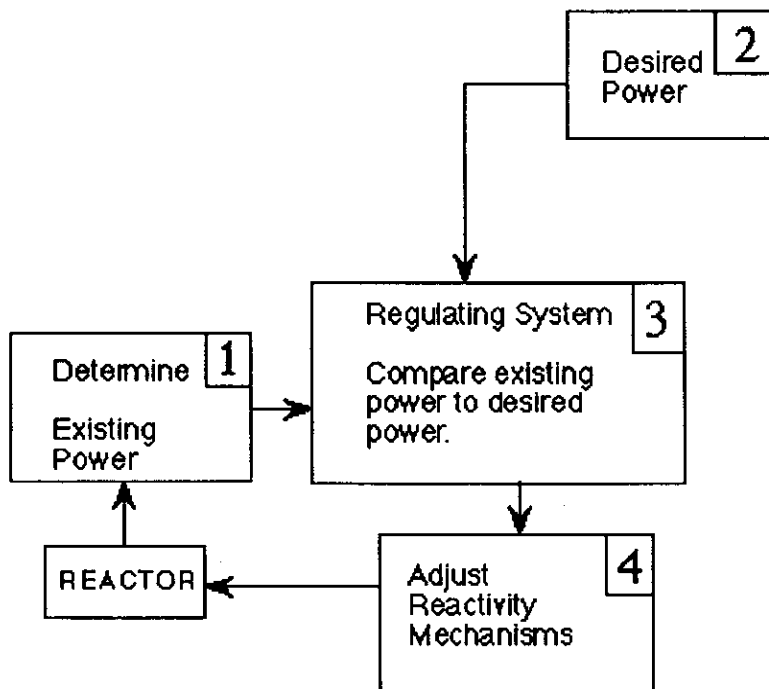 2
Desired
Power
Regulating System
3
Compare existing
power to desired
power.
1
Determine
Existing
Power
REACTOR
4
Adjust
Reactivity
Mechanisms